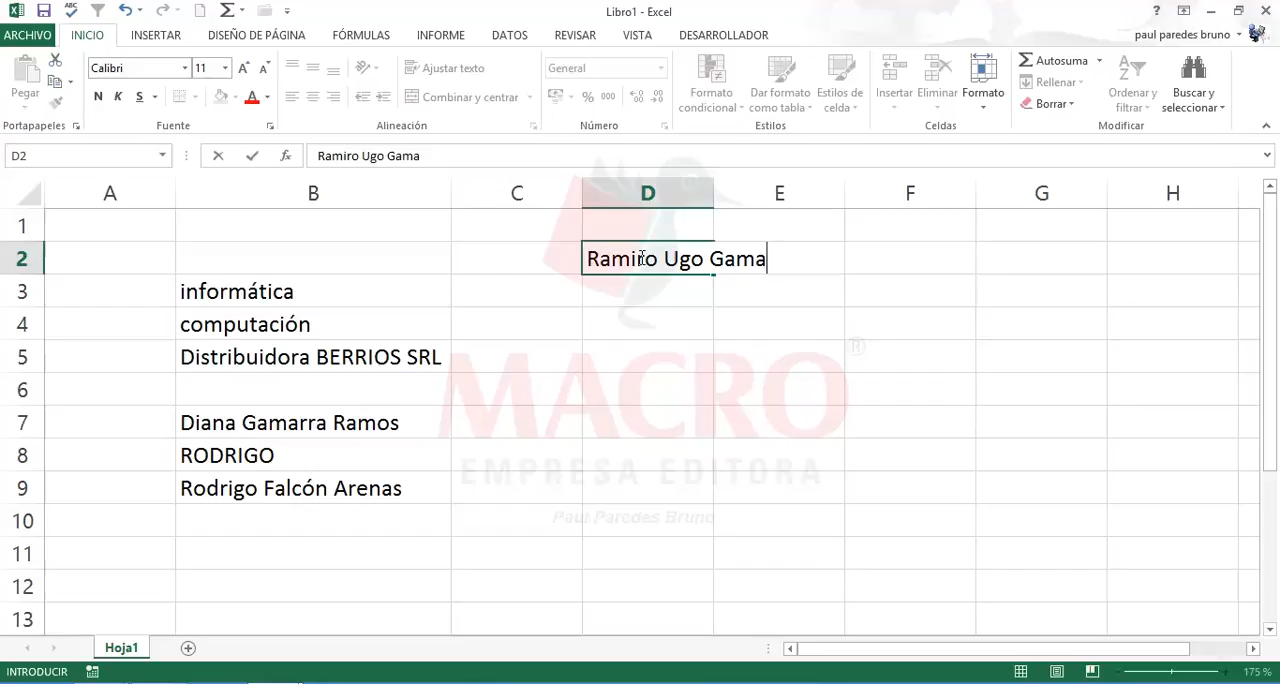 Libro1 - Excel
ARCHIVO INICIO INSERTAR DISEÑO DE PÁGINA FÓRMULAS INFORME DATOS REVISAR VISTA DESARROLLADOR paul paredes bruno
Pegar
Portapapeles
Calibri 11
N K S
Fuente
Ajustar texto
Combinar y centrar
Alineación
General
% 000
Número
Formato condicional
Dar formato como tabla
Estilos de celda
Estilos
Insertar Eliminar Formato
Celdas
Autosuma
Rellenar
Borrar
Ordenar y filtrar
Buscar y seleccionar
Modificar
D2 fx Ramiro Ugo Gama
A B C D E F G H
1
2 Ramiro Ugo Gama
3 informática
4 computación
5 Distribuidora BERRIOS SRL
6
7 Diana Gamarra Ramos
8 RODRIGO
9 Rodrigo Falcón Arenas
10
11
12
13
MACRO ®
EMPRESA EDITORA
Paul Paredes Bruno
Hoja1
INTRODUCIR 175 %